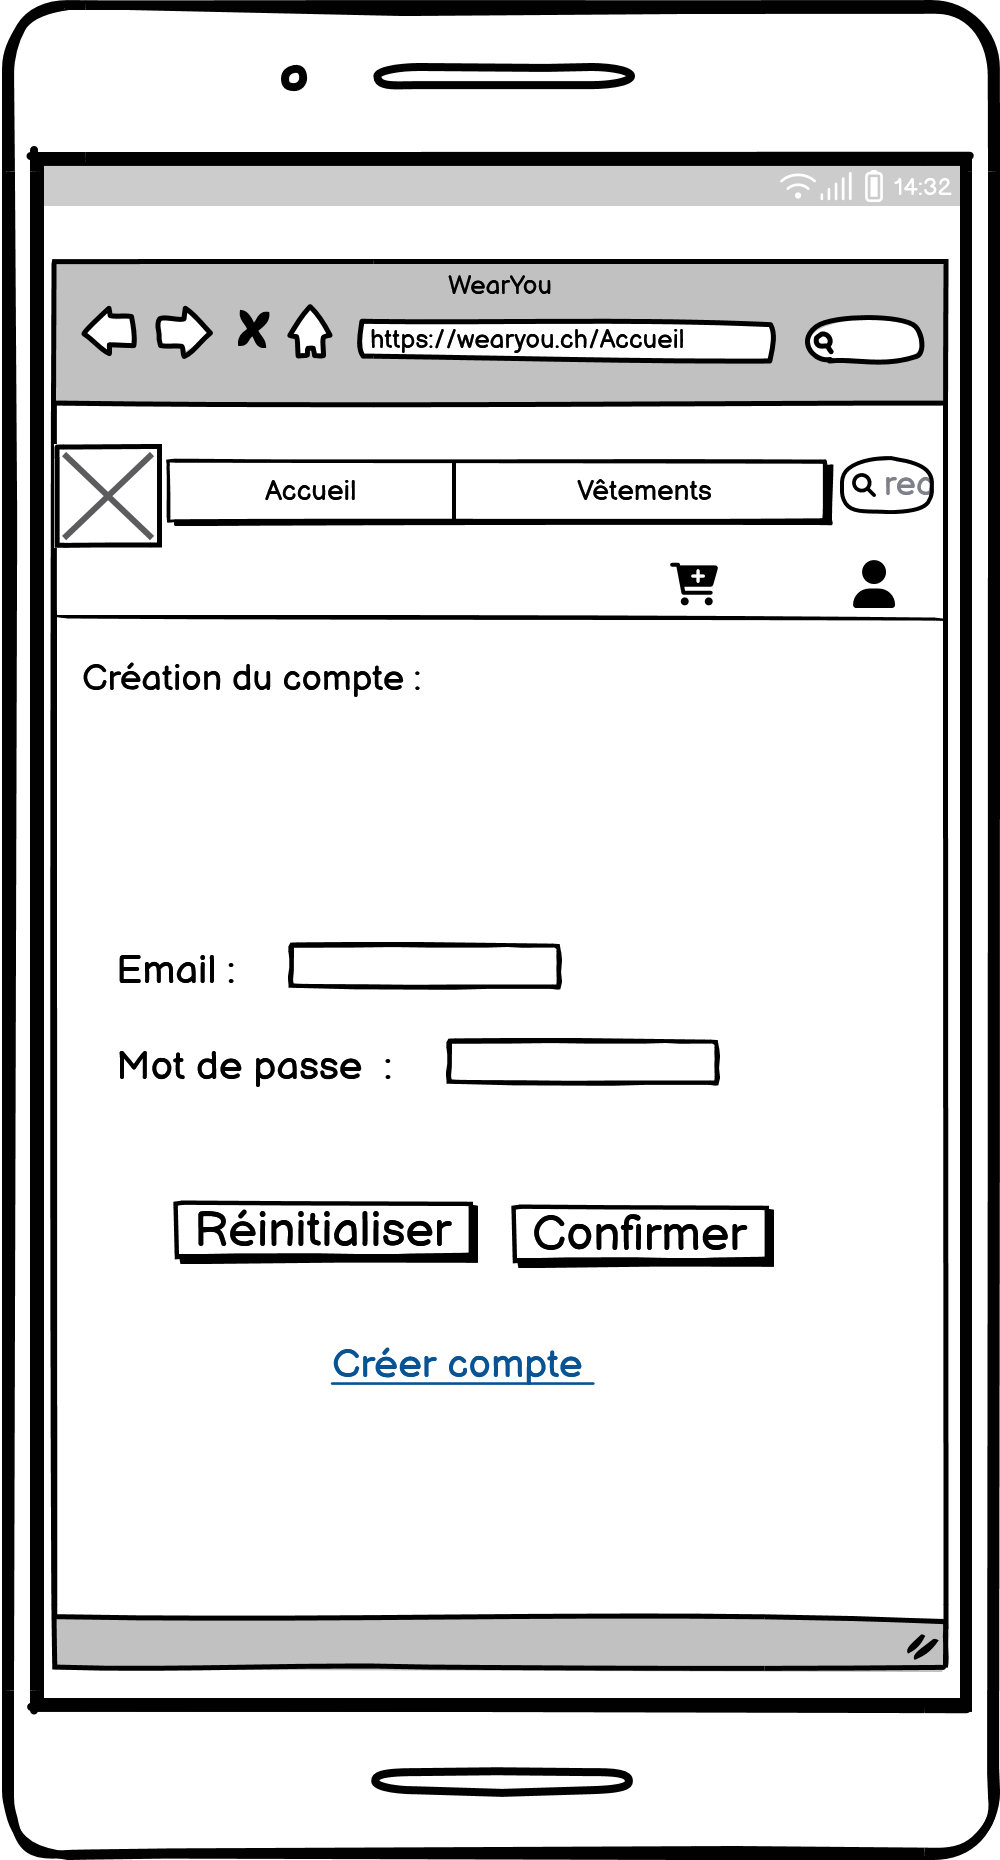 14:32
WearYou
https://wearyou.ch/Accueil
Accueil
Vêtements
rec
Création du compte :
Email :
Mot de passe :
Réinitialiser
Confirmer
Créer compte